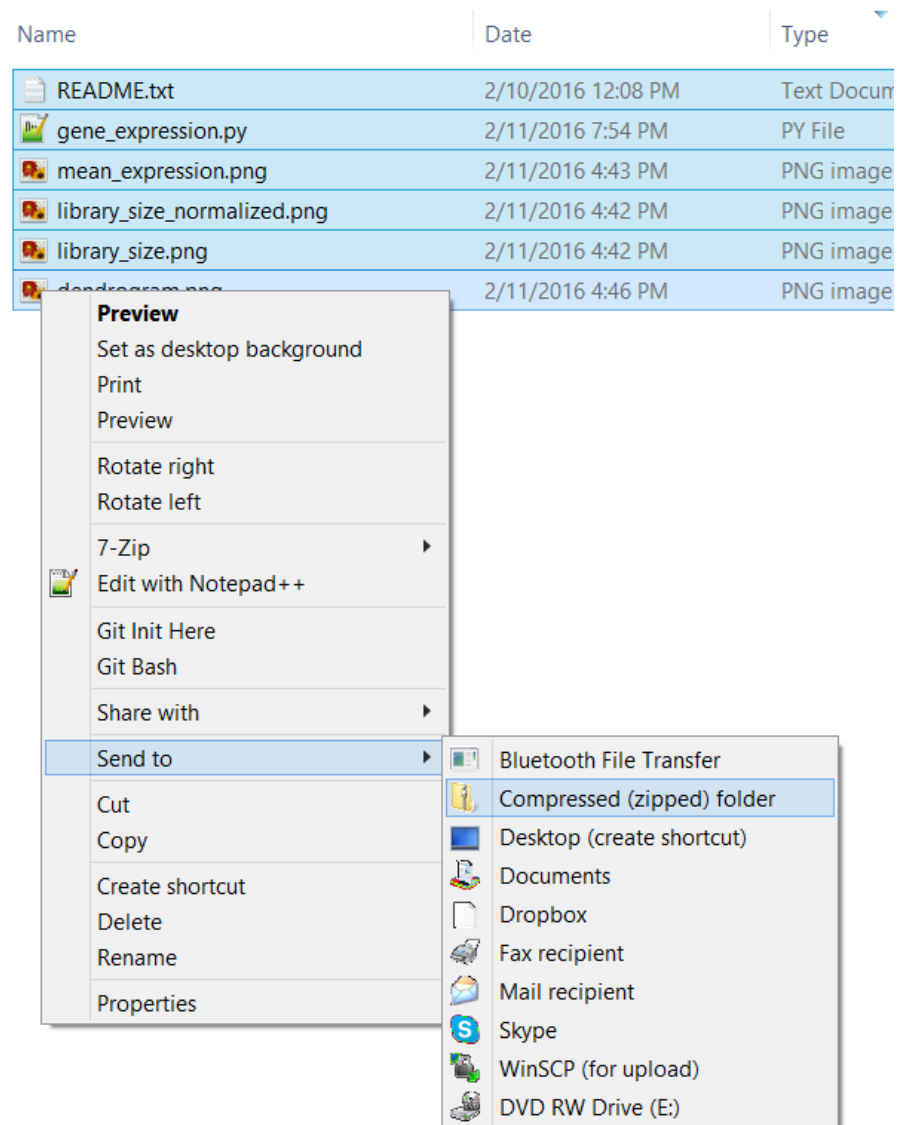 Name Date Type
README.txt 2/10/2016 12:08 PM Text Docum
gene_expression.py 2/11/2016 7:54 PM PY File
mean_expression.png 2/11/2016 4:43 PM PNG image
library_size_normalized.png 2/11/2016 4:42 PM PNG image
library_size.png 2/11/2016 4:42 PM PNG image
dendrogram.png 2/11/2016 4:46 PM PNG image
Preview
Set as desktop background
Print
Preview
Rotate right
Rotate left
7-Zip
Edit with Notepad++
Git Init Here
Git Bash
Share with
Send to
Cut
Copy
Create shortcut
Delete
Rename
Properties
Bluetooth File Transfer
Compressed (zipped) folder
Desktop (create shortcut)
Documents
Dropbox
Fax recipient
Mail recipient
Skype
WinSCP (for upload)
DVD RW Drive (E:)